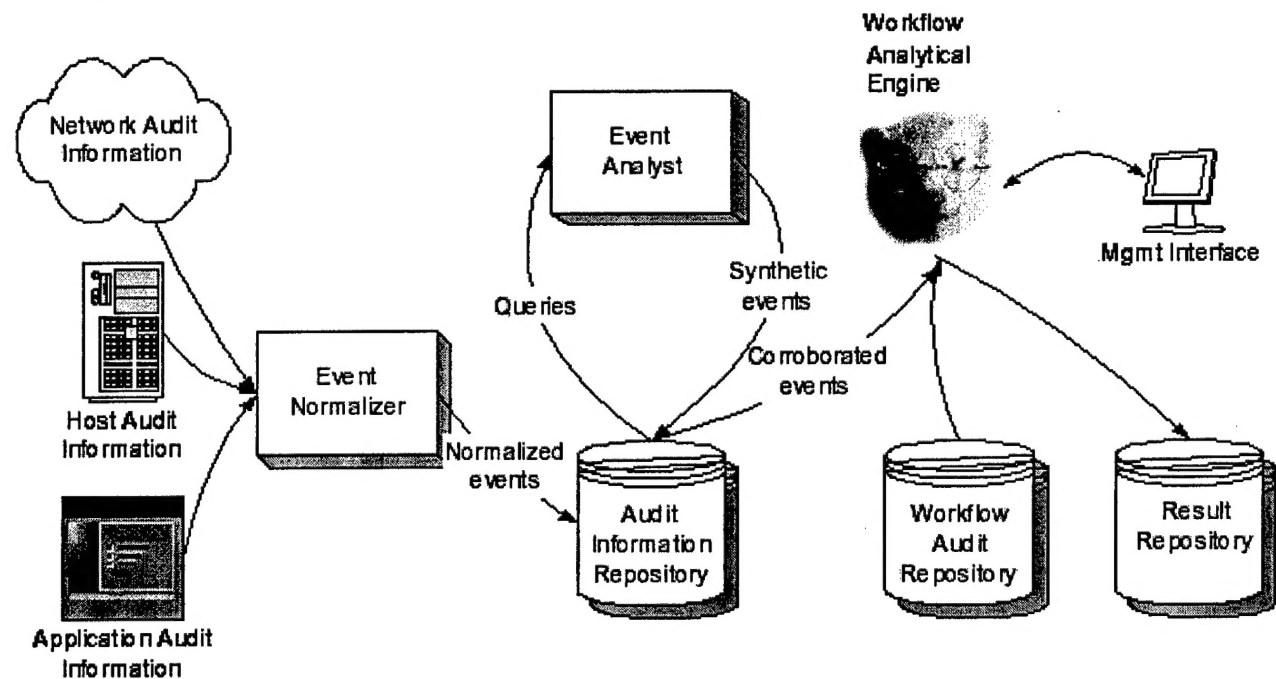 Workflow
Analytical
Engine
Network Audit
Information
Event
Analyst
Mgmt Interface
Synthetic
events
Queries
Corroborated
events
Event
Normalizer
Host Audit
Information
Normalized
events
Audit
Information
Repository
Workflow
Audit
Repository
Result
Repository
Application Audit
Information